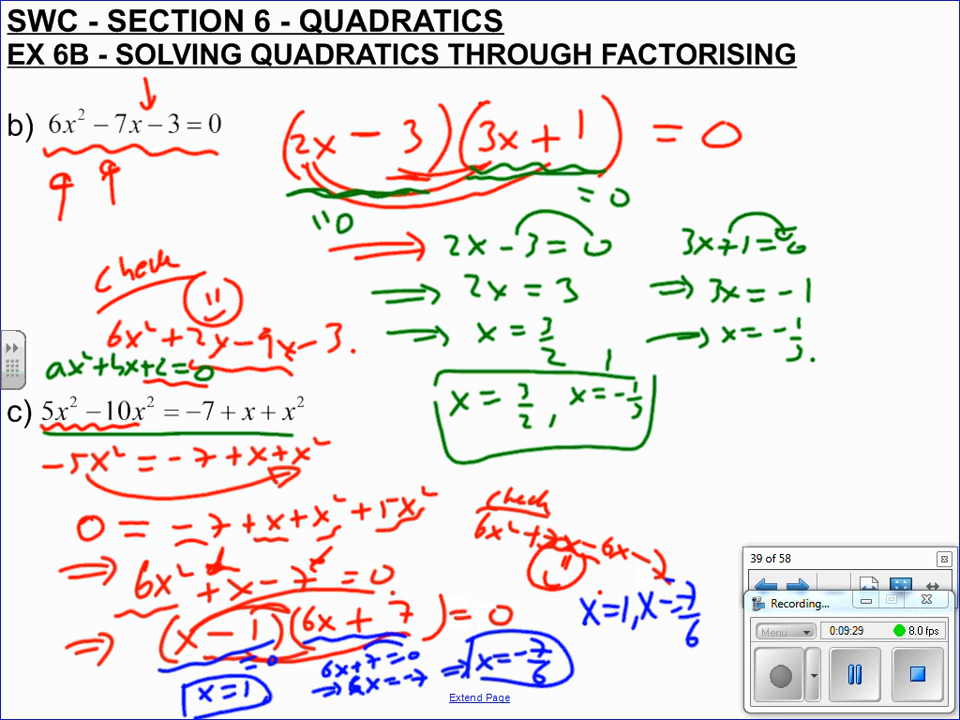 SWC - SECTION 6 - QUADRATICS
EX 6B - SOLVING QUADRATICS THROUGH FACTORISING
b) 6x² − 7x − 3 = 0
(2x − 3)(3x + 1) = 0
= 0
"0
2x − 3 = 0
3x + 1 = 0
⇒ 2x = 3
⇒ 3x = −1
⇒ x = 3/2
⇒ x = −1/3.
x = 3/2, x = −1/3
check
6x² + 2x − 9x − 3.
ax² + bx + c = 0
c) 5x² − 10x² = −7 + x + x²
−5x² = −7 + x + x²
0 = −7 + x + x² + 5x²
⇒ 6x² + x − 7 = 0.
⇒ (x − 1)(6x + 7) = 0
= 0
x = 1
6x + 7 = 0
⇒ 6x = −7
⇒ x = −7/6
check
x = 1, x = −7/6
Extend Page
39 of 58
Recording...
Menu
0:09:29
8.0 fps